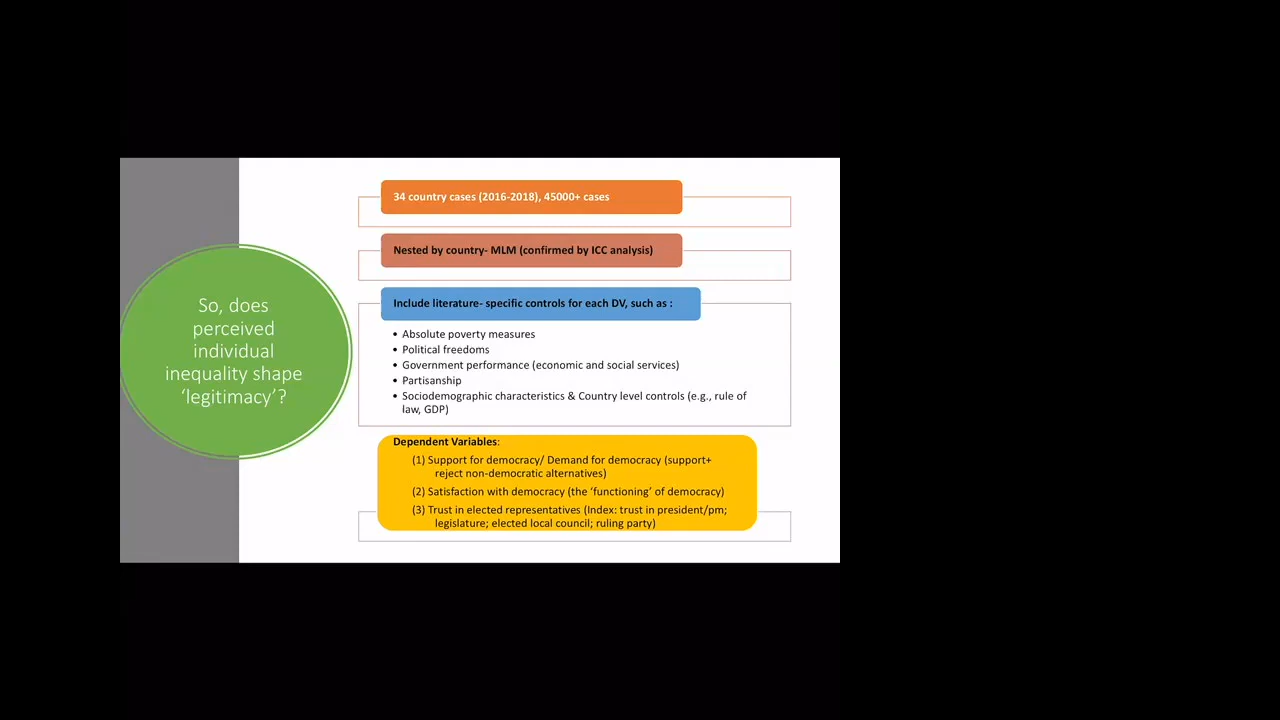 So, does
perceived
individual
inequality shape
‘legitimacy’?
34 country cases (2016-2018), 45000+ cases
Nested by country- MLM (confirmed by ICC analysis)
Include literature- specific controls for each DV, such as :
• Absolute poverty measures
• Political freedoms
• Government performance (economic and social services)
• Partisanship
• Sociodemographic characteristics & Country level controls (e.g., rule of
law, GDP)
Dependent Variables:
(1) Support for democracy/ Demand for democracy (support+
reject non-democratic alternatives)
(2) Satisfaction with democracy (the ‘functioning’ of democracy)
(3) Trust in elected representatives (Index: trust in president/pm;
legislature; elected local council; ruling party)